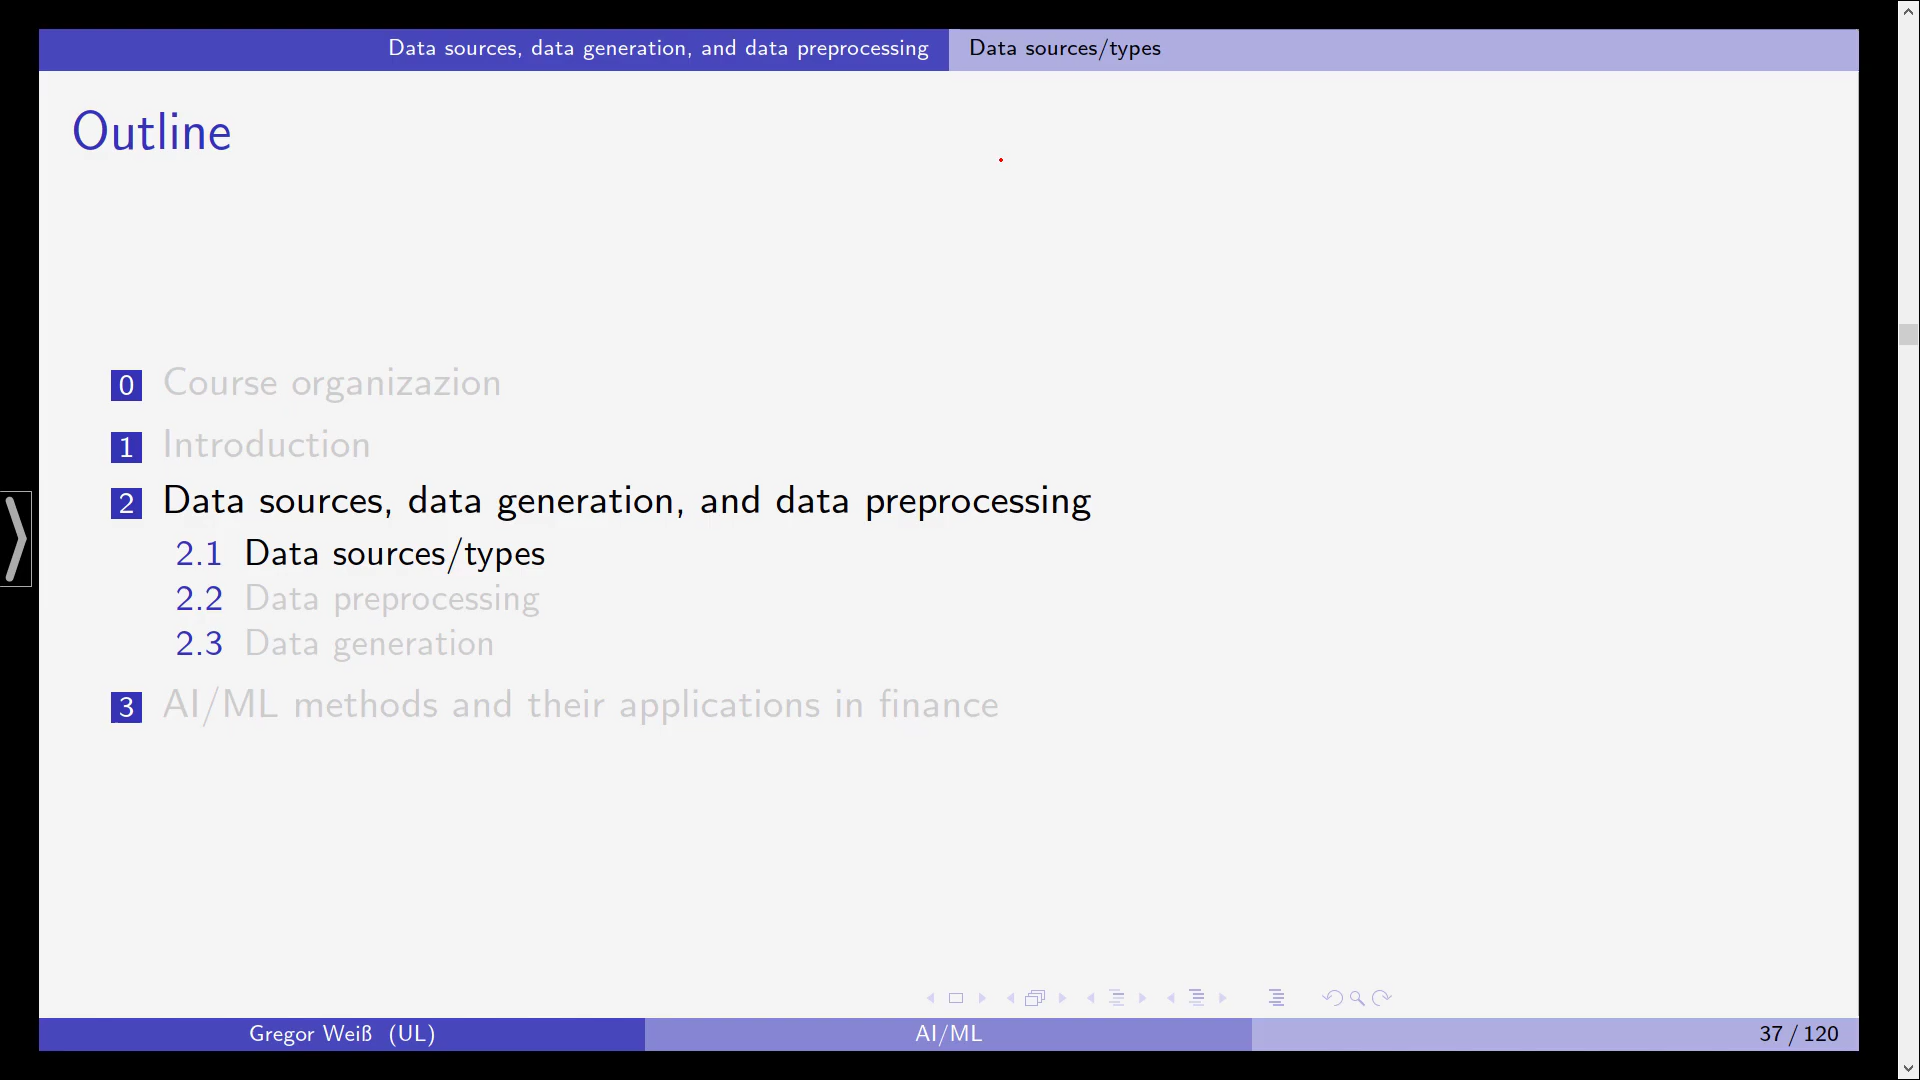 Data sources, data generation, and data preprocessing Data sources/types
Outline
0 Course organizazion
1 Introduction
2 Data sources, data generation, and data preprocessing
2.1 Data sources/types
2.2 Data preprocessing
2.3 Data generation
3 AI/ML methods and their applications in finance
Gregor Weiß (UL) AI/ML 37 / 120